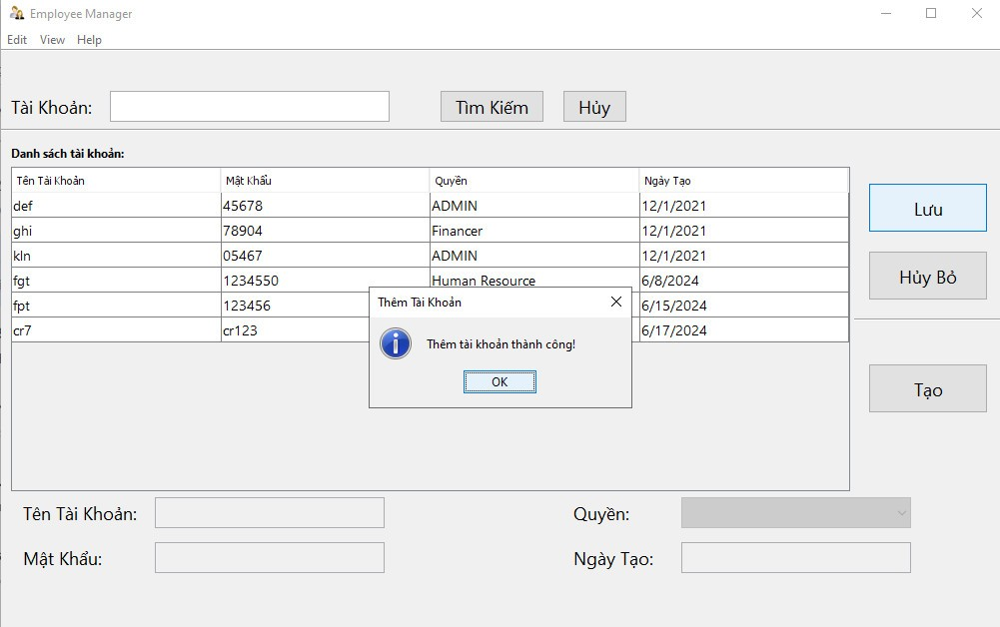 Employee Manager
Edit View Help
Tài Khoản: Tìm Kiếm Hủy
Danh sách tài khoản:
Tên Tài Khoản Mật Khẩu Quyền Ngày Tạo
def 45678 ADMIN 12/1/2021
ghi 78904 Financer 12/1/2021
kln 05467 ADMIN 12/1/2021
fgt 1234550 Human Resource 6/8/2024
fpt 123456 6/15/2024
cr7 cr123 6/17/2024
Lưu
Hủy Bỏ
Tạo
Thêm Tài Khoản
Thêm tài khoản thành công!
OK
Tên Tài Khoản: Quyền:
Mật Khẩu: Ngày Tạo: